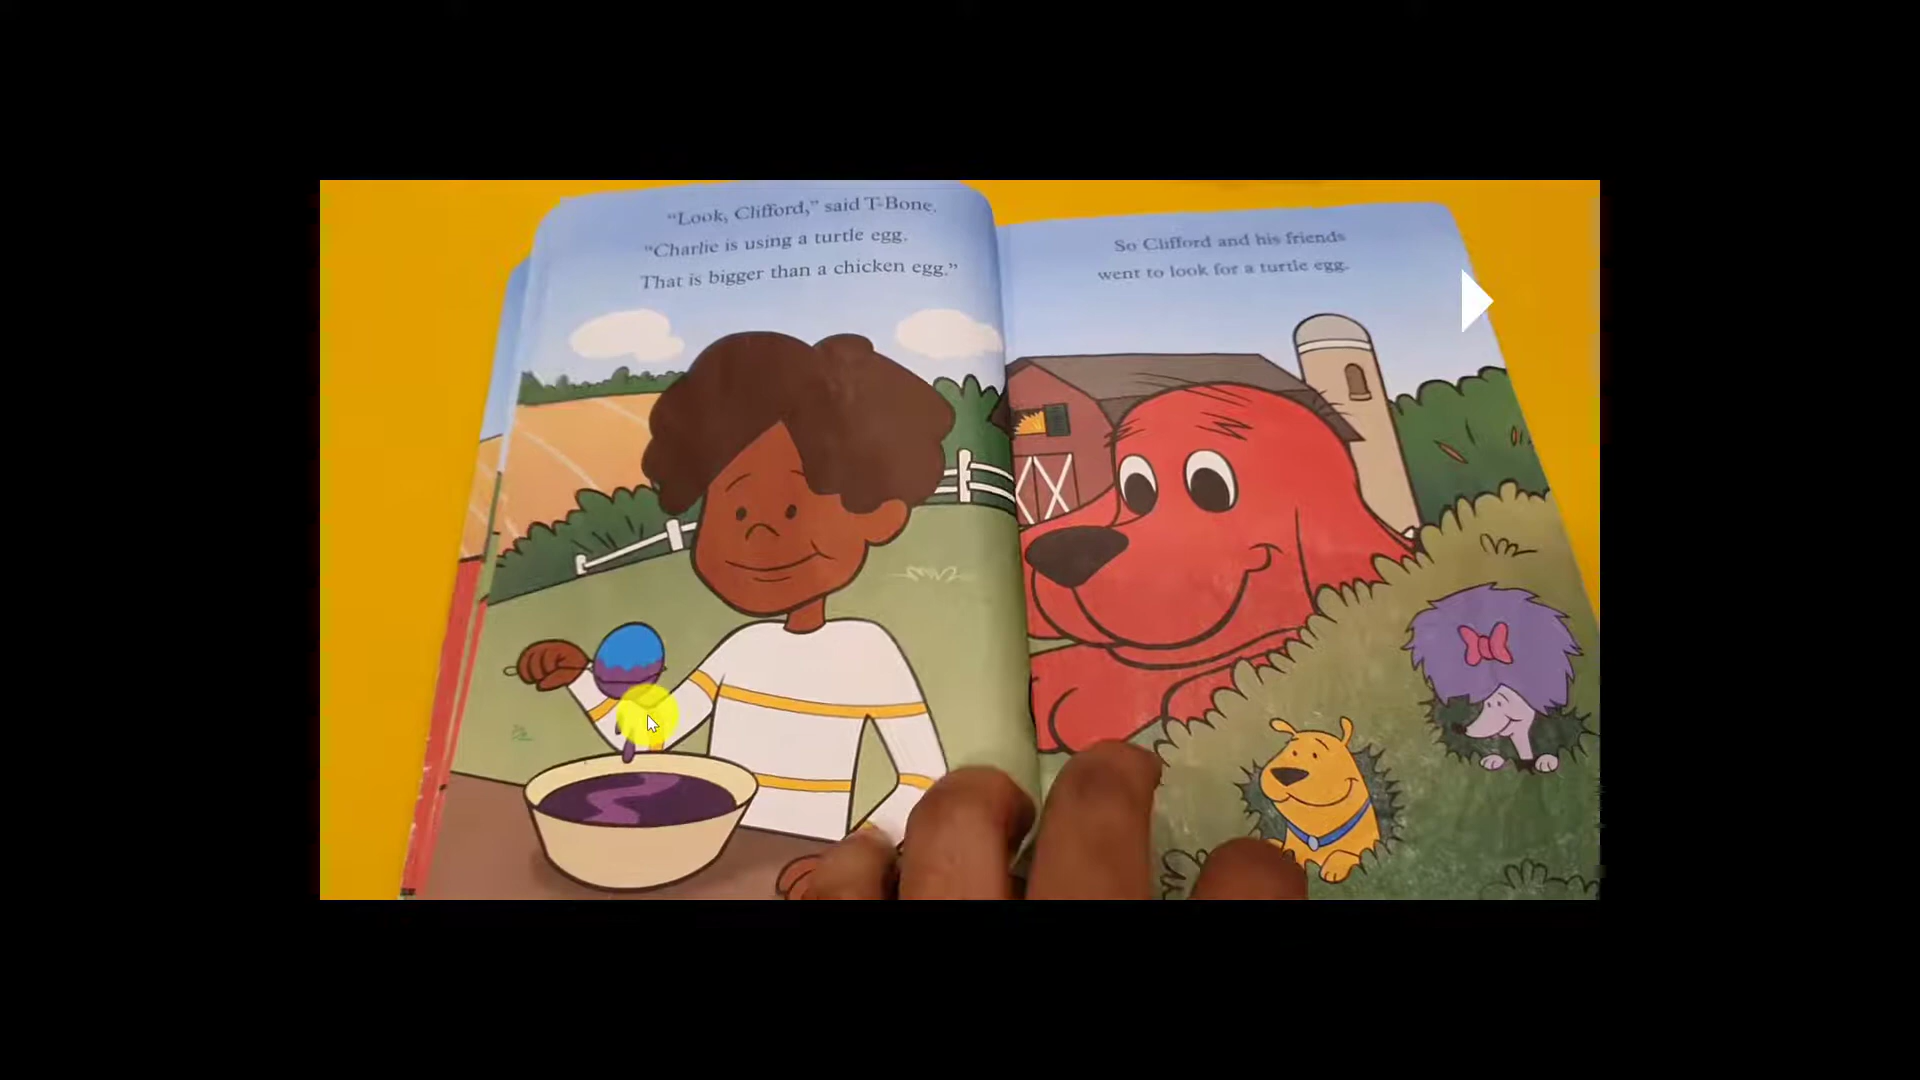 “Look, Clifford,” said T-Bone.
“Charlie is using a turtle egg.
That is bigger than a chicken egg.”
So Clifford and his friends
went to look for a turtle egg.